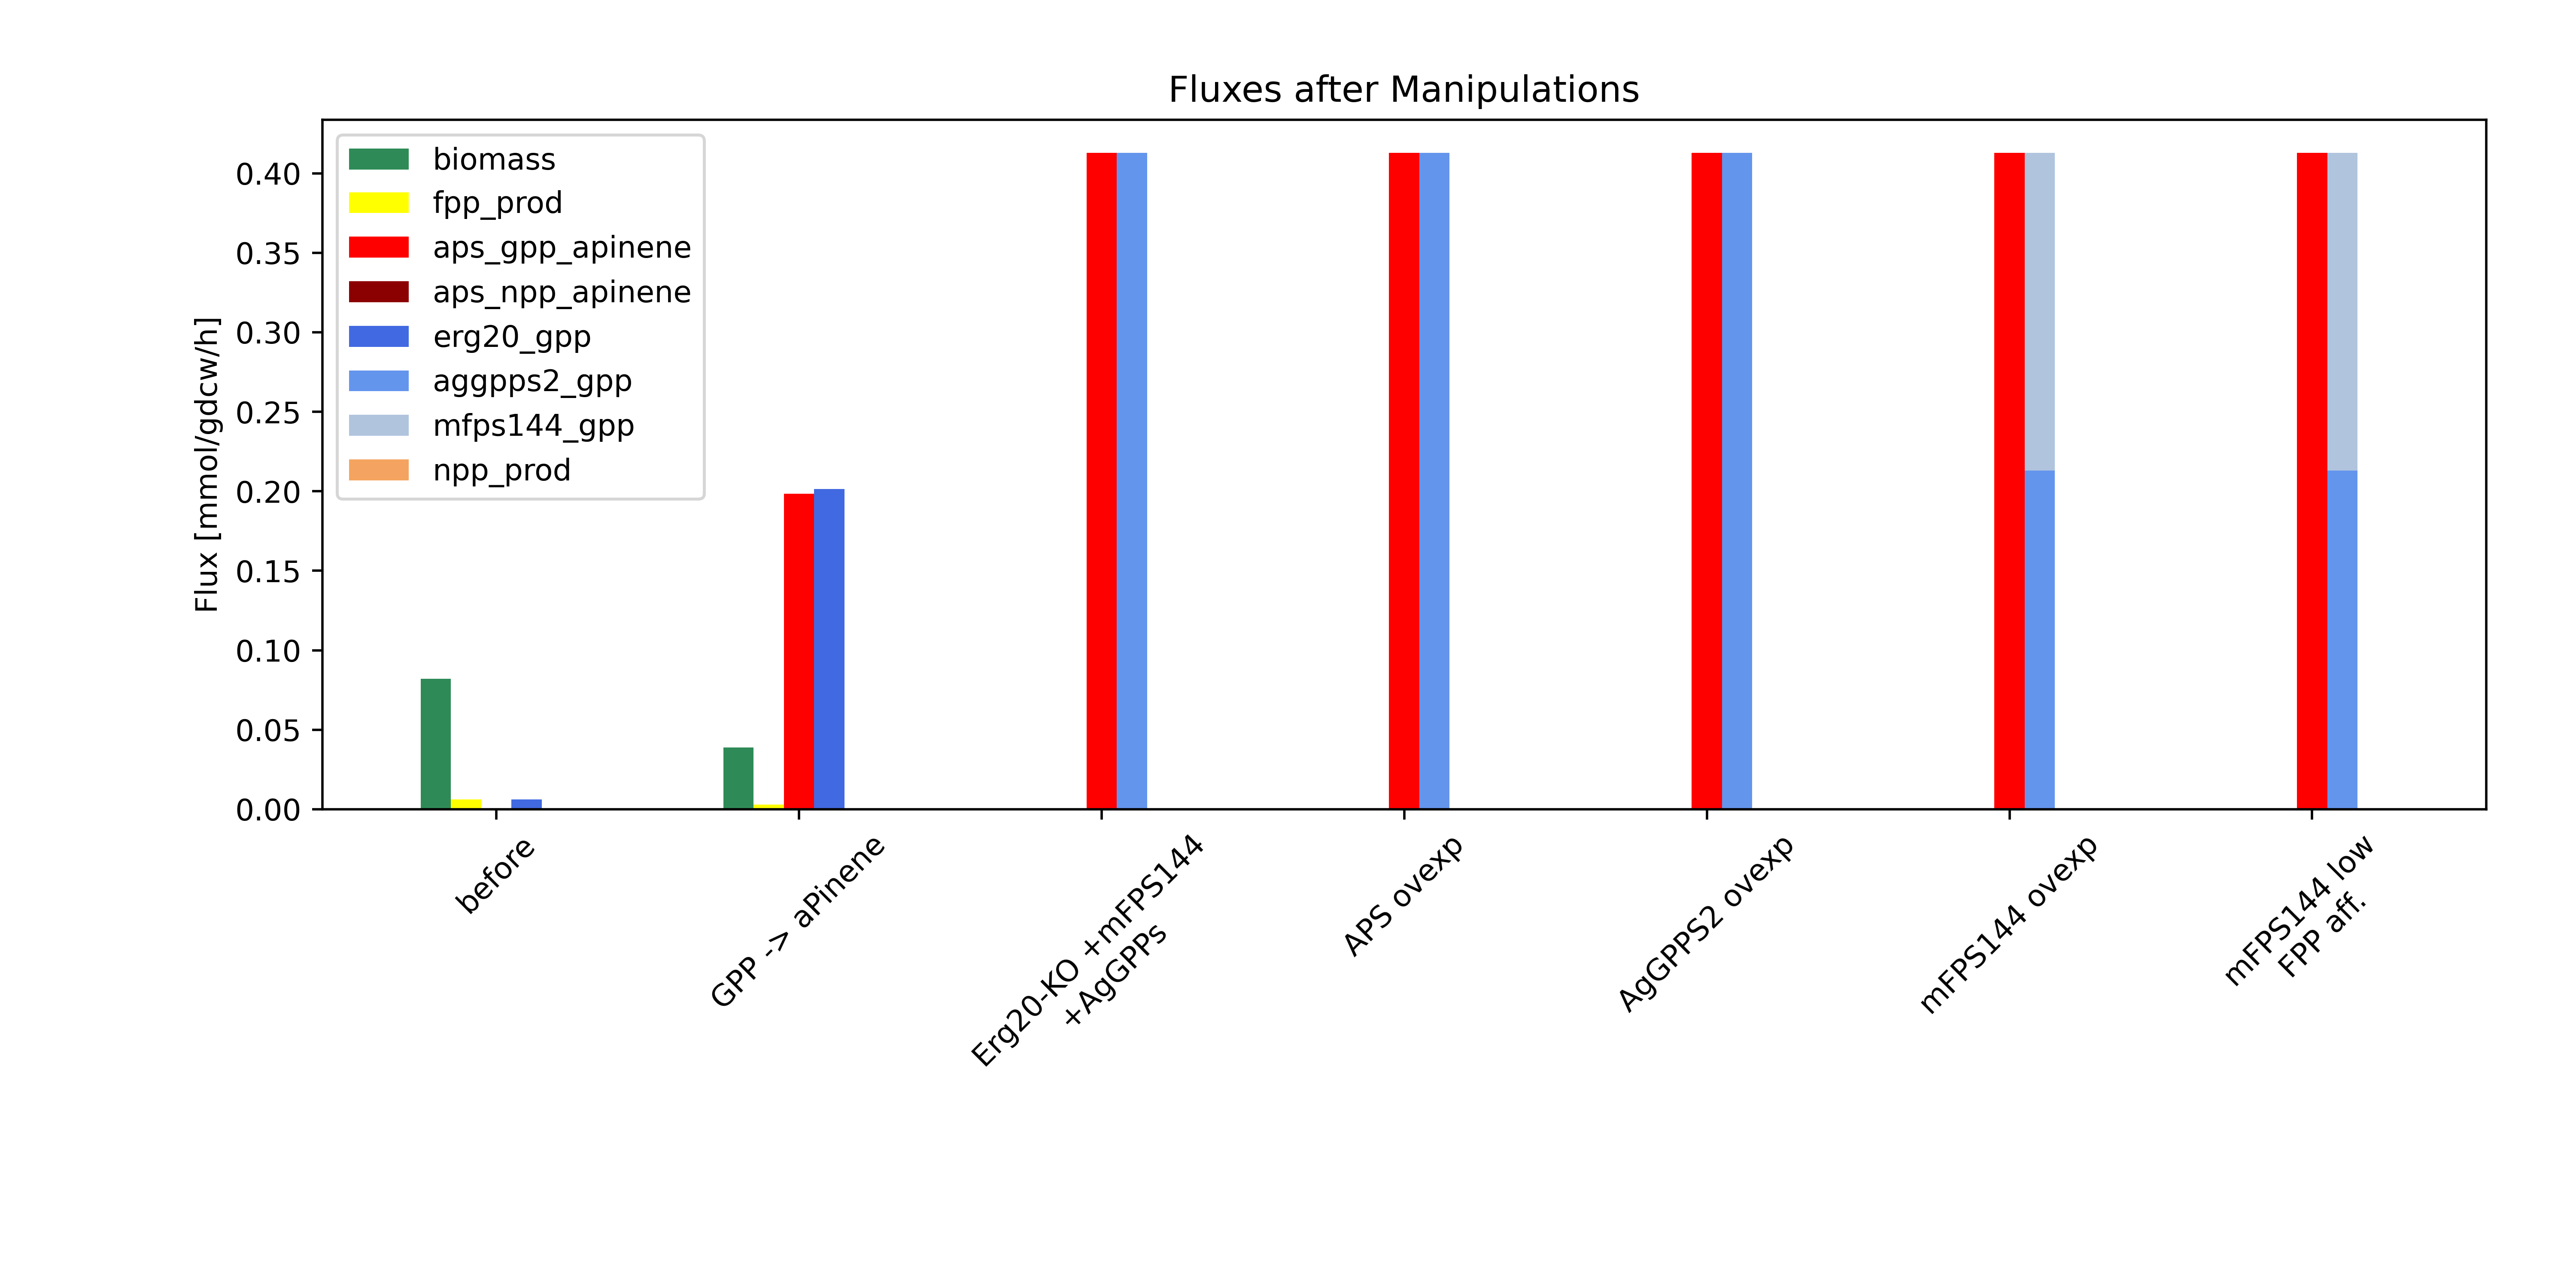 Fluxes after Manipulations
biomass
fpp_prod
aps_gpp_apinene
aps_npp_apinene
erg20_gpp
aggpps2_gpp
mfps144_gpp
npp_prod
Flux [mmol/gdcw/h]
0.40
0.35
0.30
0.25
0.20
0.15
0.10
0.05
0.00
before
GPP -> aPinene
Erg20-KO +mFPS144
+AgGPPs
APS ovexp
AgGPPS2 ovexp
mFPS144 ovexp
mFPS144 low
FPP aff.